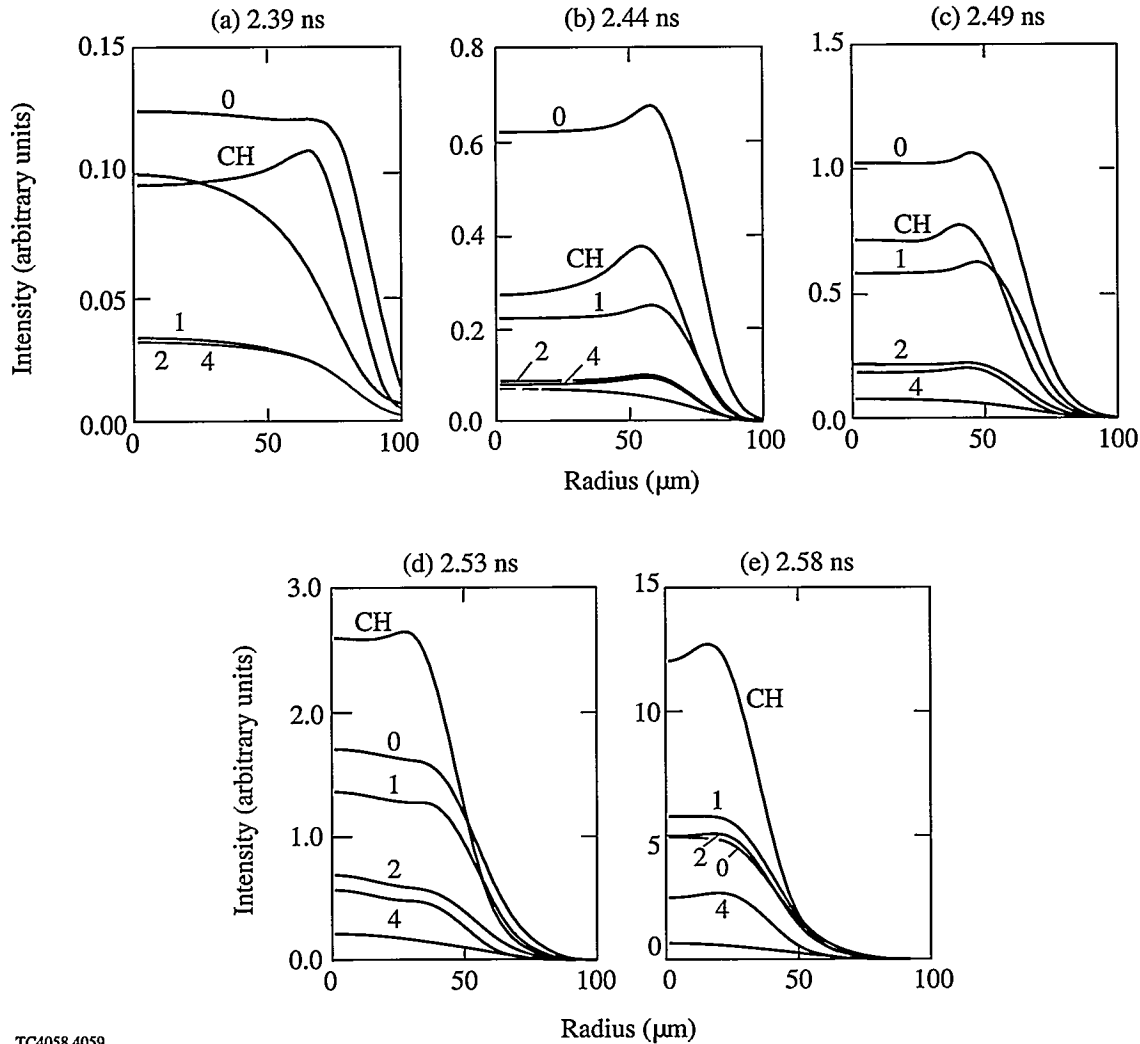 (a) 2.39 ns
(b) 2.44 ns
(c) 2.49 ns
Intensity (arbitrary units)
0.15
0.10
0.05
0.00
0
CH
1
2 4
0 50 100
0.8
0.6
0.4
0.2
0.0
0
CH
1
2 4
0 50 100
1.5
1.0
0.5
0.0
0
CH
1
2
4
0 50 100
Radius (μm)
(d) 2.53 ns
(e) 2.58 ns
Intensity (arbitrary units)
3.0
2.0
1.0
0.0
CH
0
1
2
4
0 50 100
15
10
5
0
CH
1
2 0
4
0 50 100
Radius (μm)
TC4058,4059